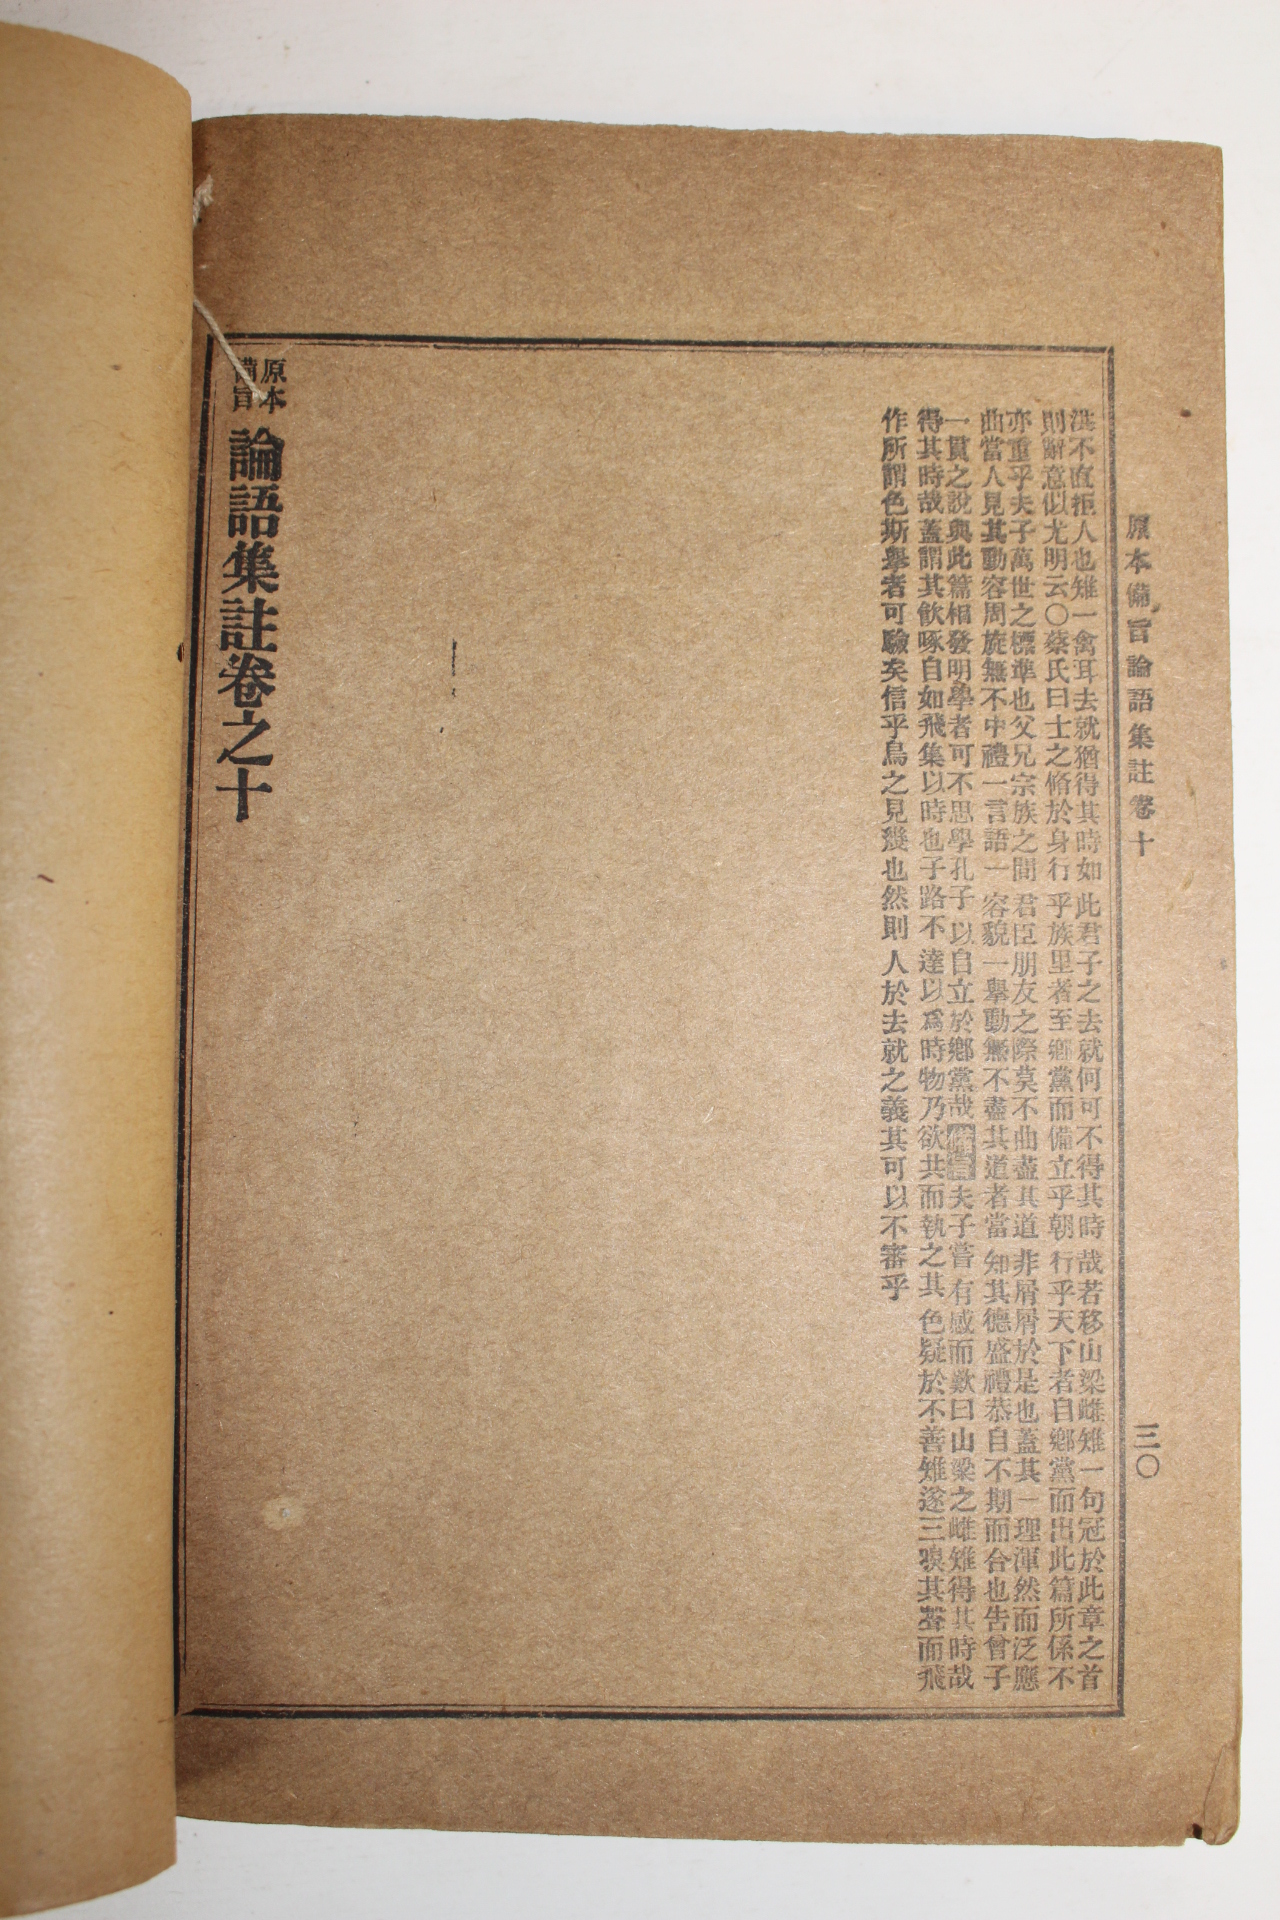 原本備旨論語集註卷十
三〇
洪不直拒人也雉一禽耳去就猶得其時如此君子之去就何可不得其時哉若移山梁雌雉一句冠於此章之首
則辭意似尤明云〇蔡氏曰士之脩於身行乎族里者至鄕黨而備立乎朝行乎天下者自鄕黨而出此篇所係不
亦重乎夫子萬世之標準也父兄宗族之間君臣朋友之際莫不曲盡其道非屑屑於是也蓋其一理渾然而泛應
曲當人見其動容周旋無不中禮一言語一容貌一擧動無不盡其道者當知其德盛禮恭自不期而合也告曾子
一貫之說與此篇相發明學者可不思學孔子以自立於鄕黨哉備旨夫子嘗有感而歎曰山梁之雌雉得其時哉
得其時哉蓋謂其飮啄自如飛集以時也子路不達以爲時物乃欲共而執之其色疑於不善雉遂三嗅其聲而飛
作所謂色斯擧者可驗矣信乎鳥之見幾也然則人於去就之義其可以不審乎
原本備旨 論語集註卷之十